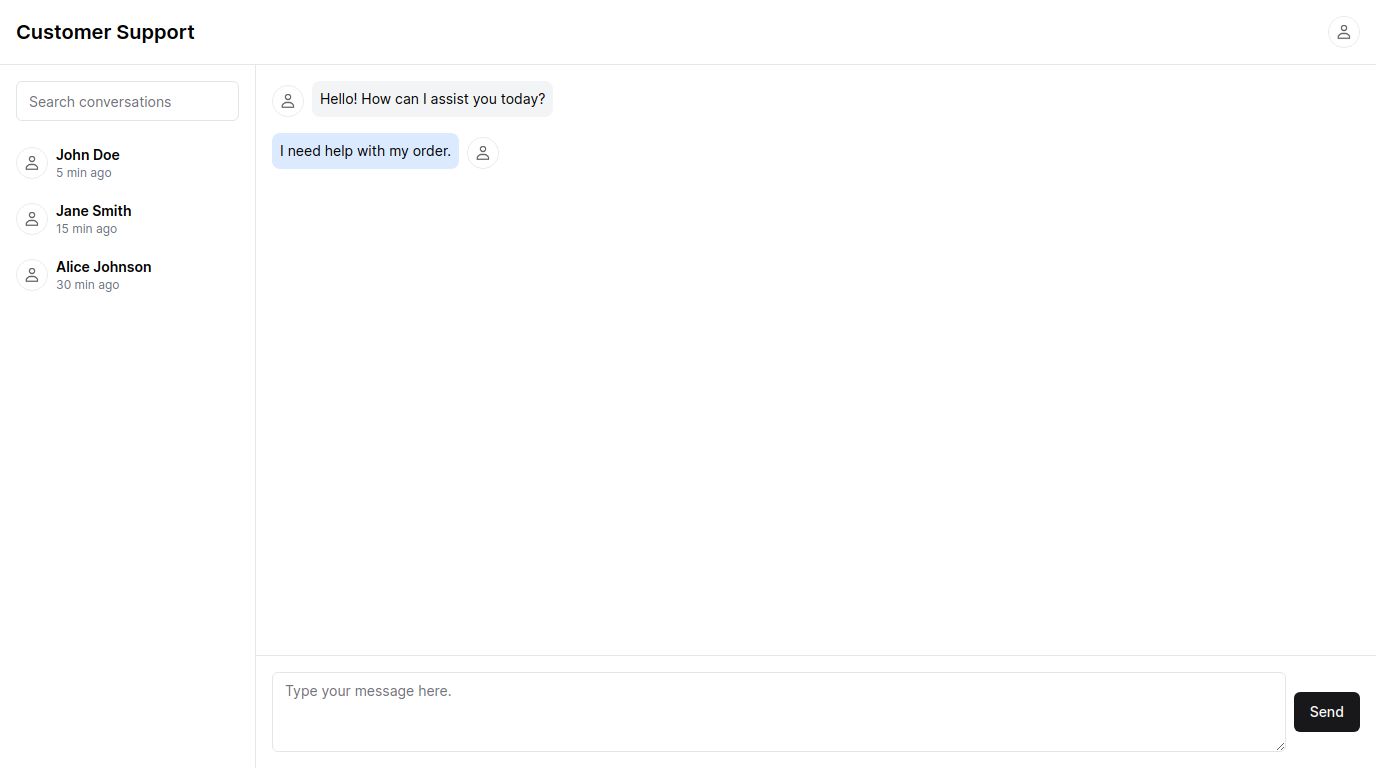 Customer Support
Search conversations
John Doe
5 min ago
Jane Smith
15 min ago
Alice Johnson
30 min ago
Hello! How can I assist you today?
I need help with my order.
Type your message here.
Send